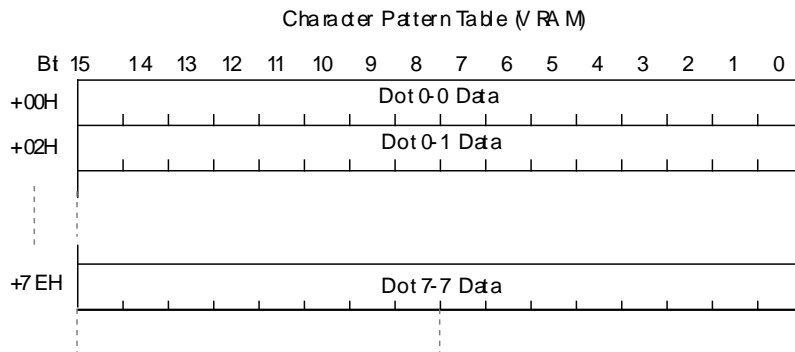 Character Pattern Table (VRAM)
Bt 15 14 13 12 11 10 9 8 7 6 5 4 3 2 1 0
+00H Dot 0-0 Data
+02H Dot 0-1 Data
+7EH Dot 7-7 Data